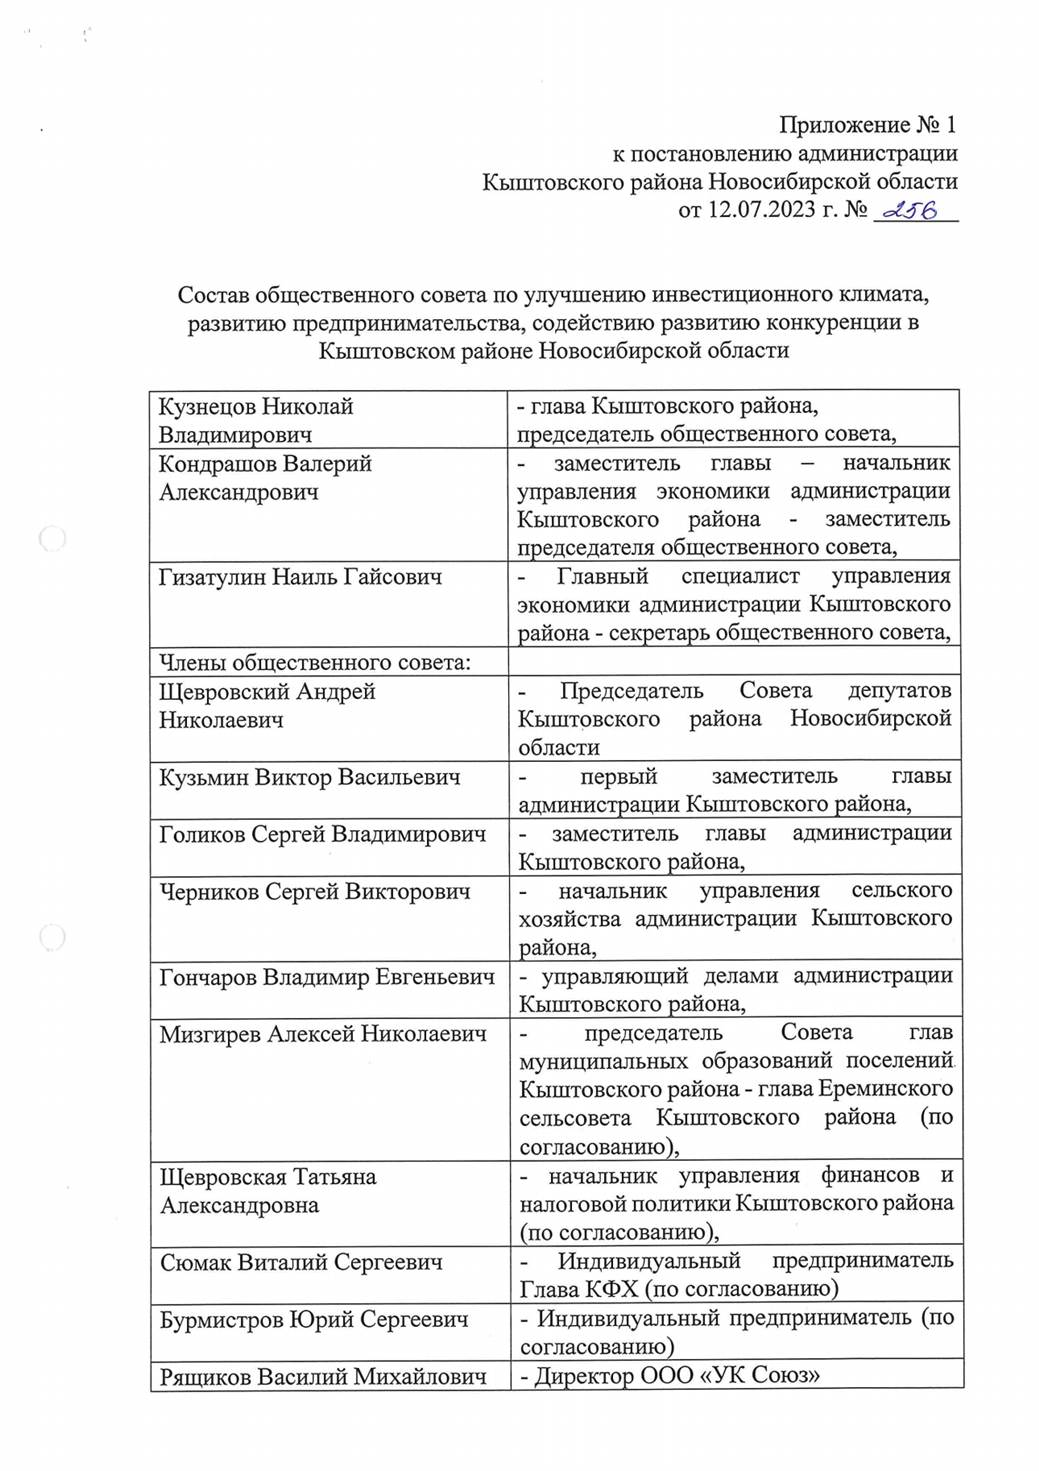 Приложение № 1
к постановлению администрации
Кыштовского района Новосибирской области
от 12.07.2023 г. № 256
Состав общественного совета по улучшению инвестиционного климата,
развитию предпринимательства, содействию развитию конкуренции в
Кыштовском районе Новосибирской области
Кузнецов Николай
Владимирович
- глава Кыштовского района,
председатель общественного совета,
Кондрашов Валерий
Александрович
- заместитель главы – начальник
управления экономики администрации
Кыштовского района - заместитель
председателя общественного совета,
Гизатулин Наиль Гайсович
- Главный специалист управления
экономики администрации Кыштовского
района - секретарь общественного совета,
Члены общественного совета:
Щевровский Андрей
Николаевич
- Председатель Совета депутатов
Кыштовского района Новосибирской
области
Кузьмин Виктор Васильевич
- первый заместитель главы
администрации Кыштовского района,
Голиков Сергей Владимирович
- заместитель главы администрации
Кыштовского района,
Черников Сергей Викторович
- начальник управления сельского
хозяйства администрации Кыштовского
района,
Гончаров Владимир Евгеньевич
- управляющий делами администрации
Кыштовского района,
Мизгирев Алексей Николаевич
- председатель Совета глав
муниципальных образований поселений
Кыштовского района - глава Ереминского
сельсовета Кыштовского района (по
согласованию),
Щевровская Татьяна
Александровна
- начальник управления финансов и
налоговой политики Кыштовского района
(по согласованию),
Сюмак Виталий Сергеевич
- Индивидуальный предприниматель
Глава КФХ (по согласованию)
Бурмистров Юрий Сергеевич
- Индивидуальный предприниматель (по
согласованию)
Рящиков Василий Михайлович
- Директор ООО «УК Союз»